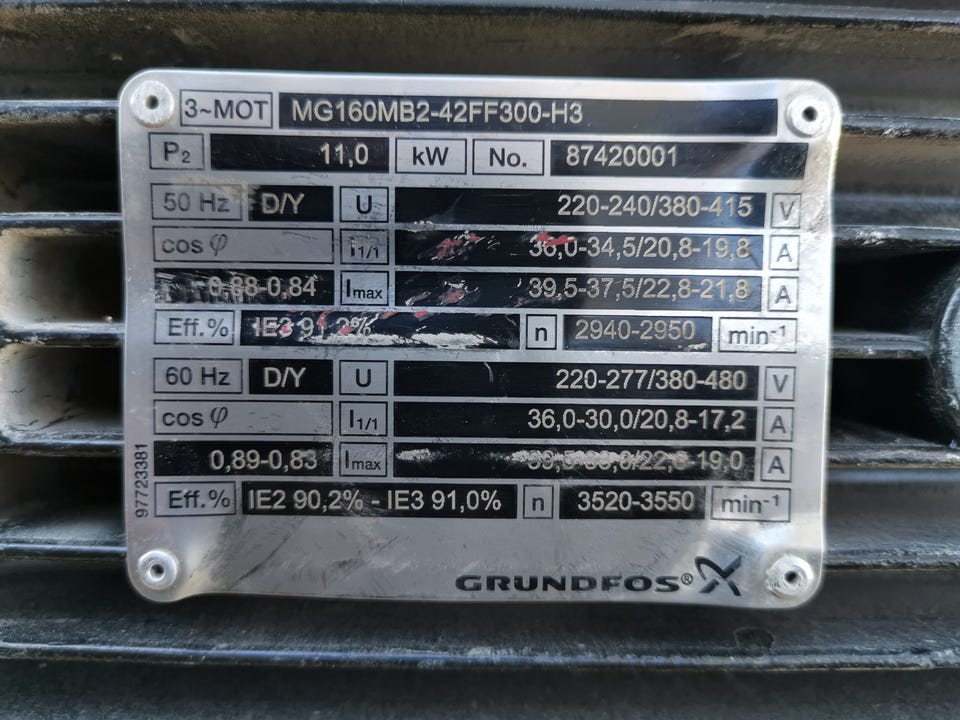 3~MOT MG160MB2-42FF300-H3
P2 11,0 kW No. 87420001
50 Hz D/Y U 220-240/380-415 V
cos φ I1/1 36,0-34,5/20,8-19,8 A
0,88-0,84 Imax 39,5-37,5/22,8-21,8 A
Eff.% IE3 n 2940-2950 min-1
60 Hz D/Y U 220-277/380-480 V
cos φ I1/1 36,0-30,0/20,8-17,2 A
0,89-0,83 Imax A
Eff.% IE2 90,2% - IE3 91,0% n 3520-3550 min-1
97723381
GRUNDFOS®